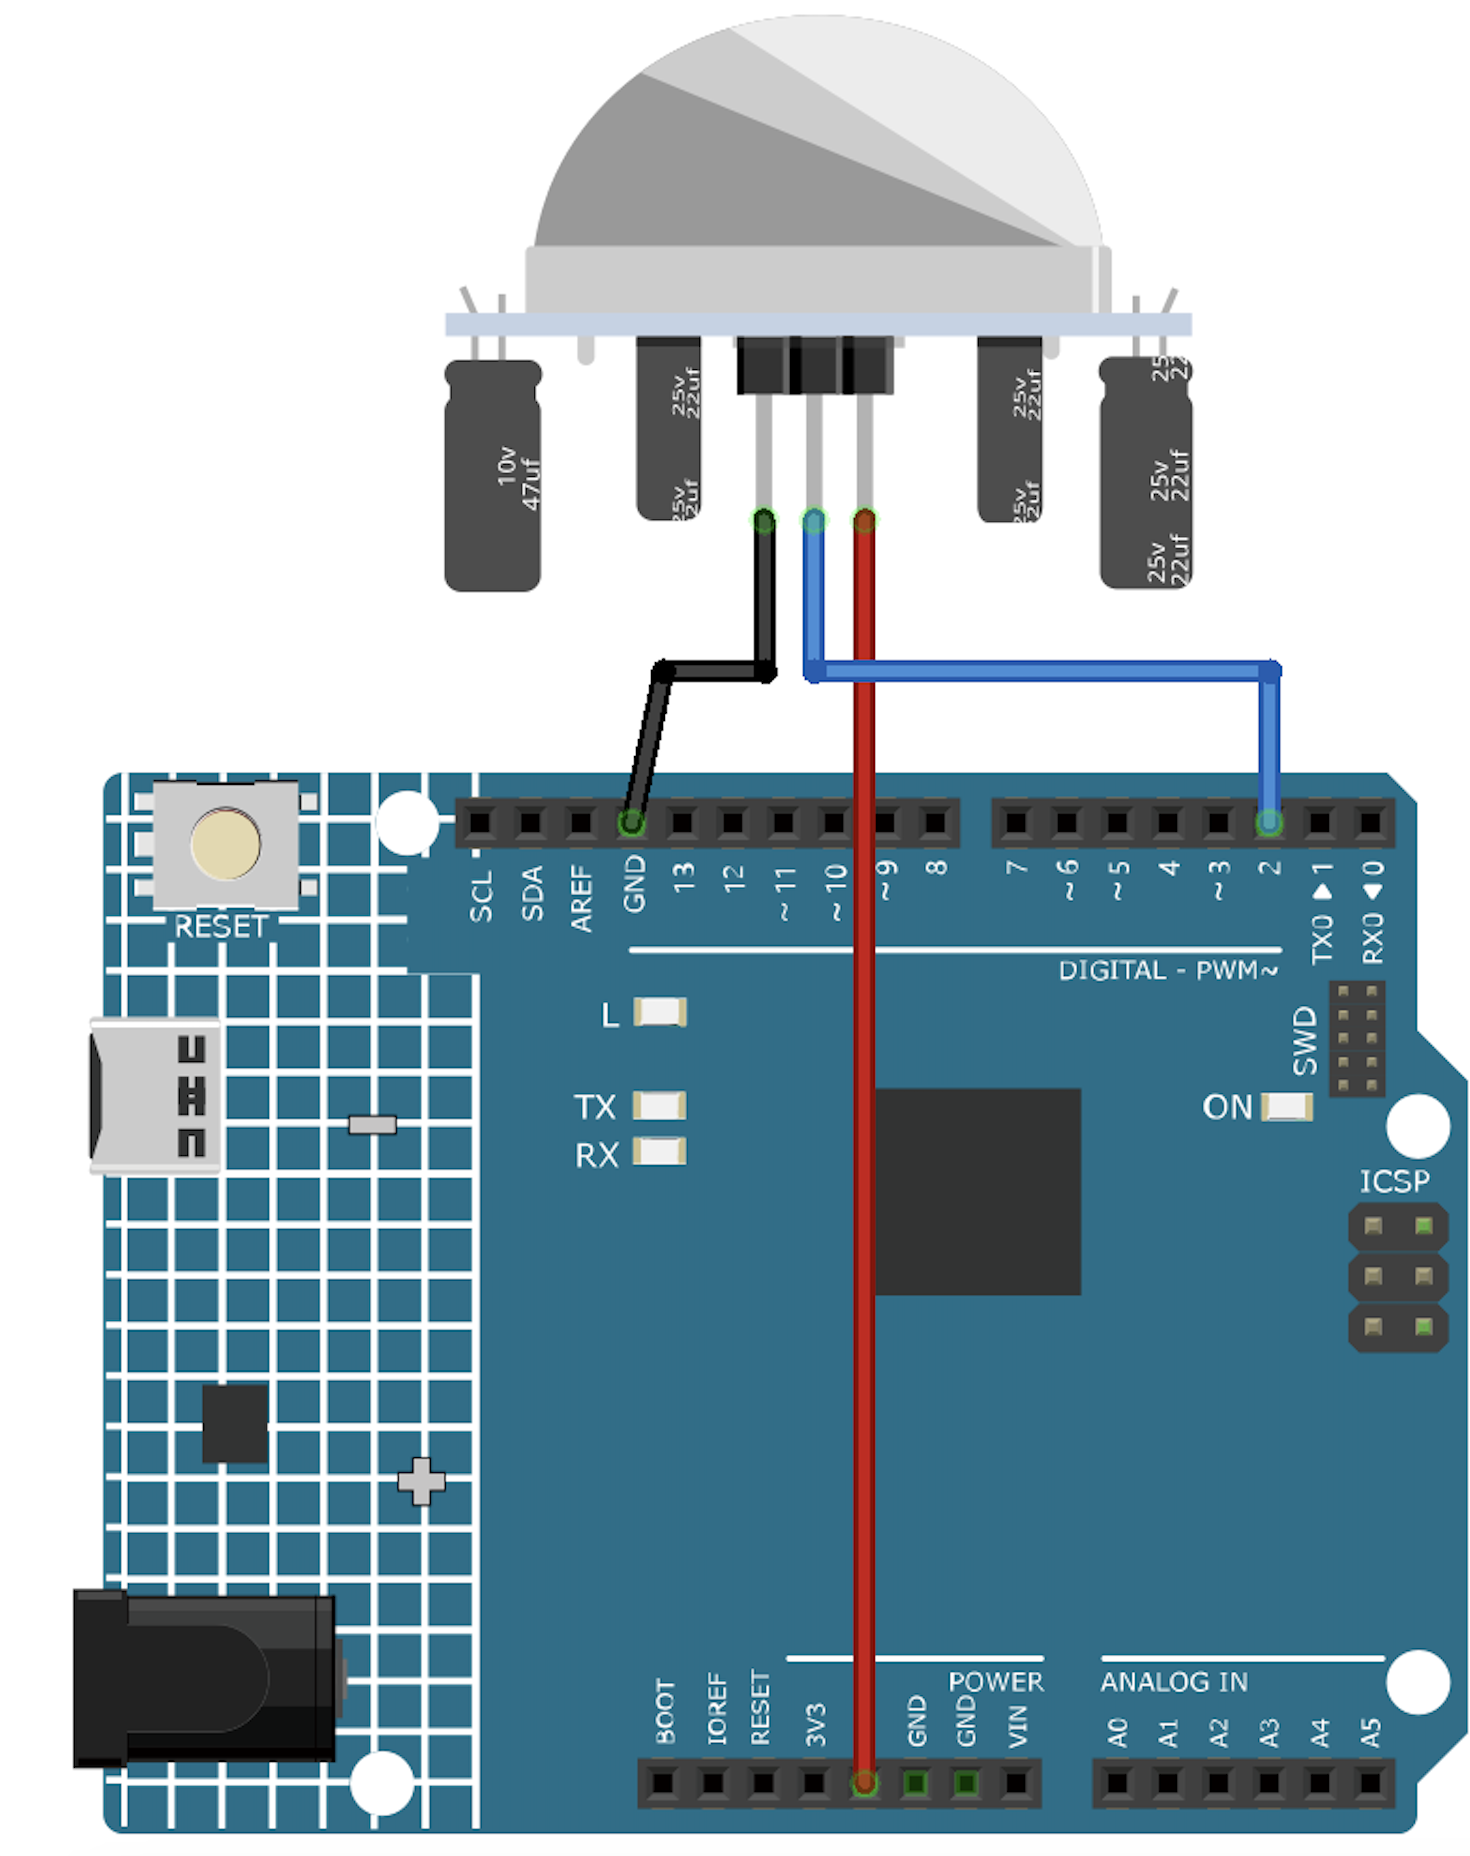 10v
47uf
25v
22uf
25v
22uf
25v
22uf
25v
22uf
25
22
25v
22uf
25v
22uf
RESET
SCL
SDA
AREF
GND
13
12
~11
~10
~9
8
7
~6
~5
4
~3
2
TX0 ▶ 1
RX0 ◀ 0
DIGITAL - PWM~
L
TX
RX
SWD
ON
ICSP
BOOT
IOREF
RESET
3V3
GND
GND
VIN
POWER
ANALOG IN
A0
A1
A2
A3
A4
A5